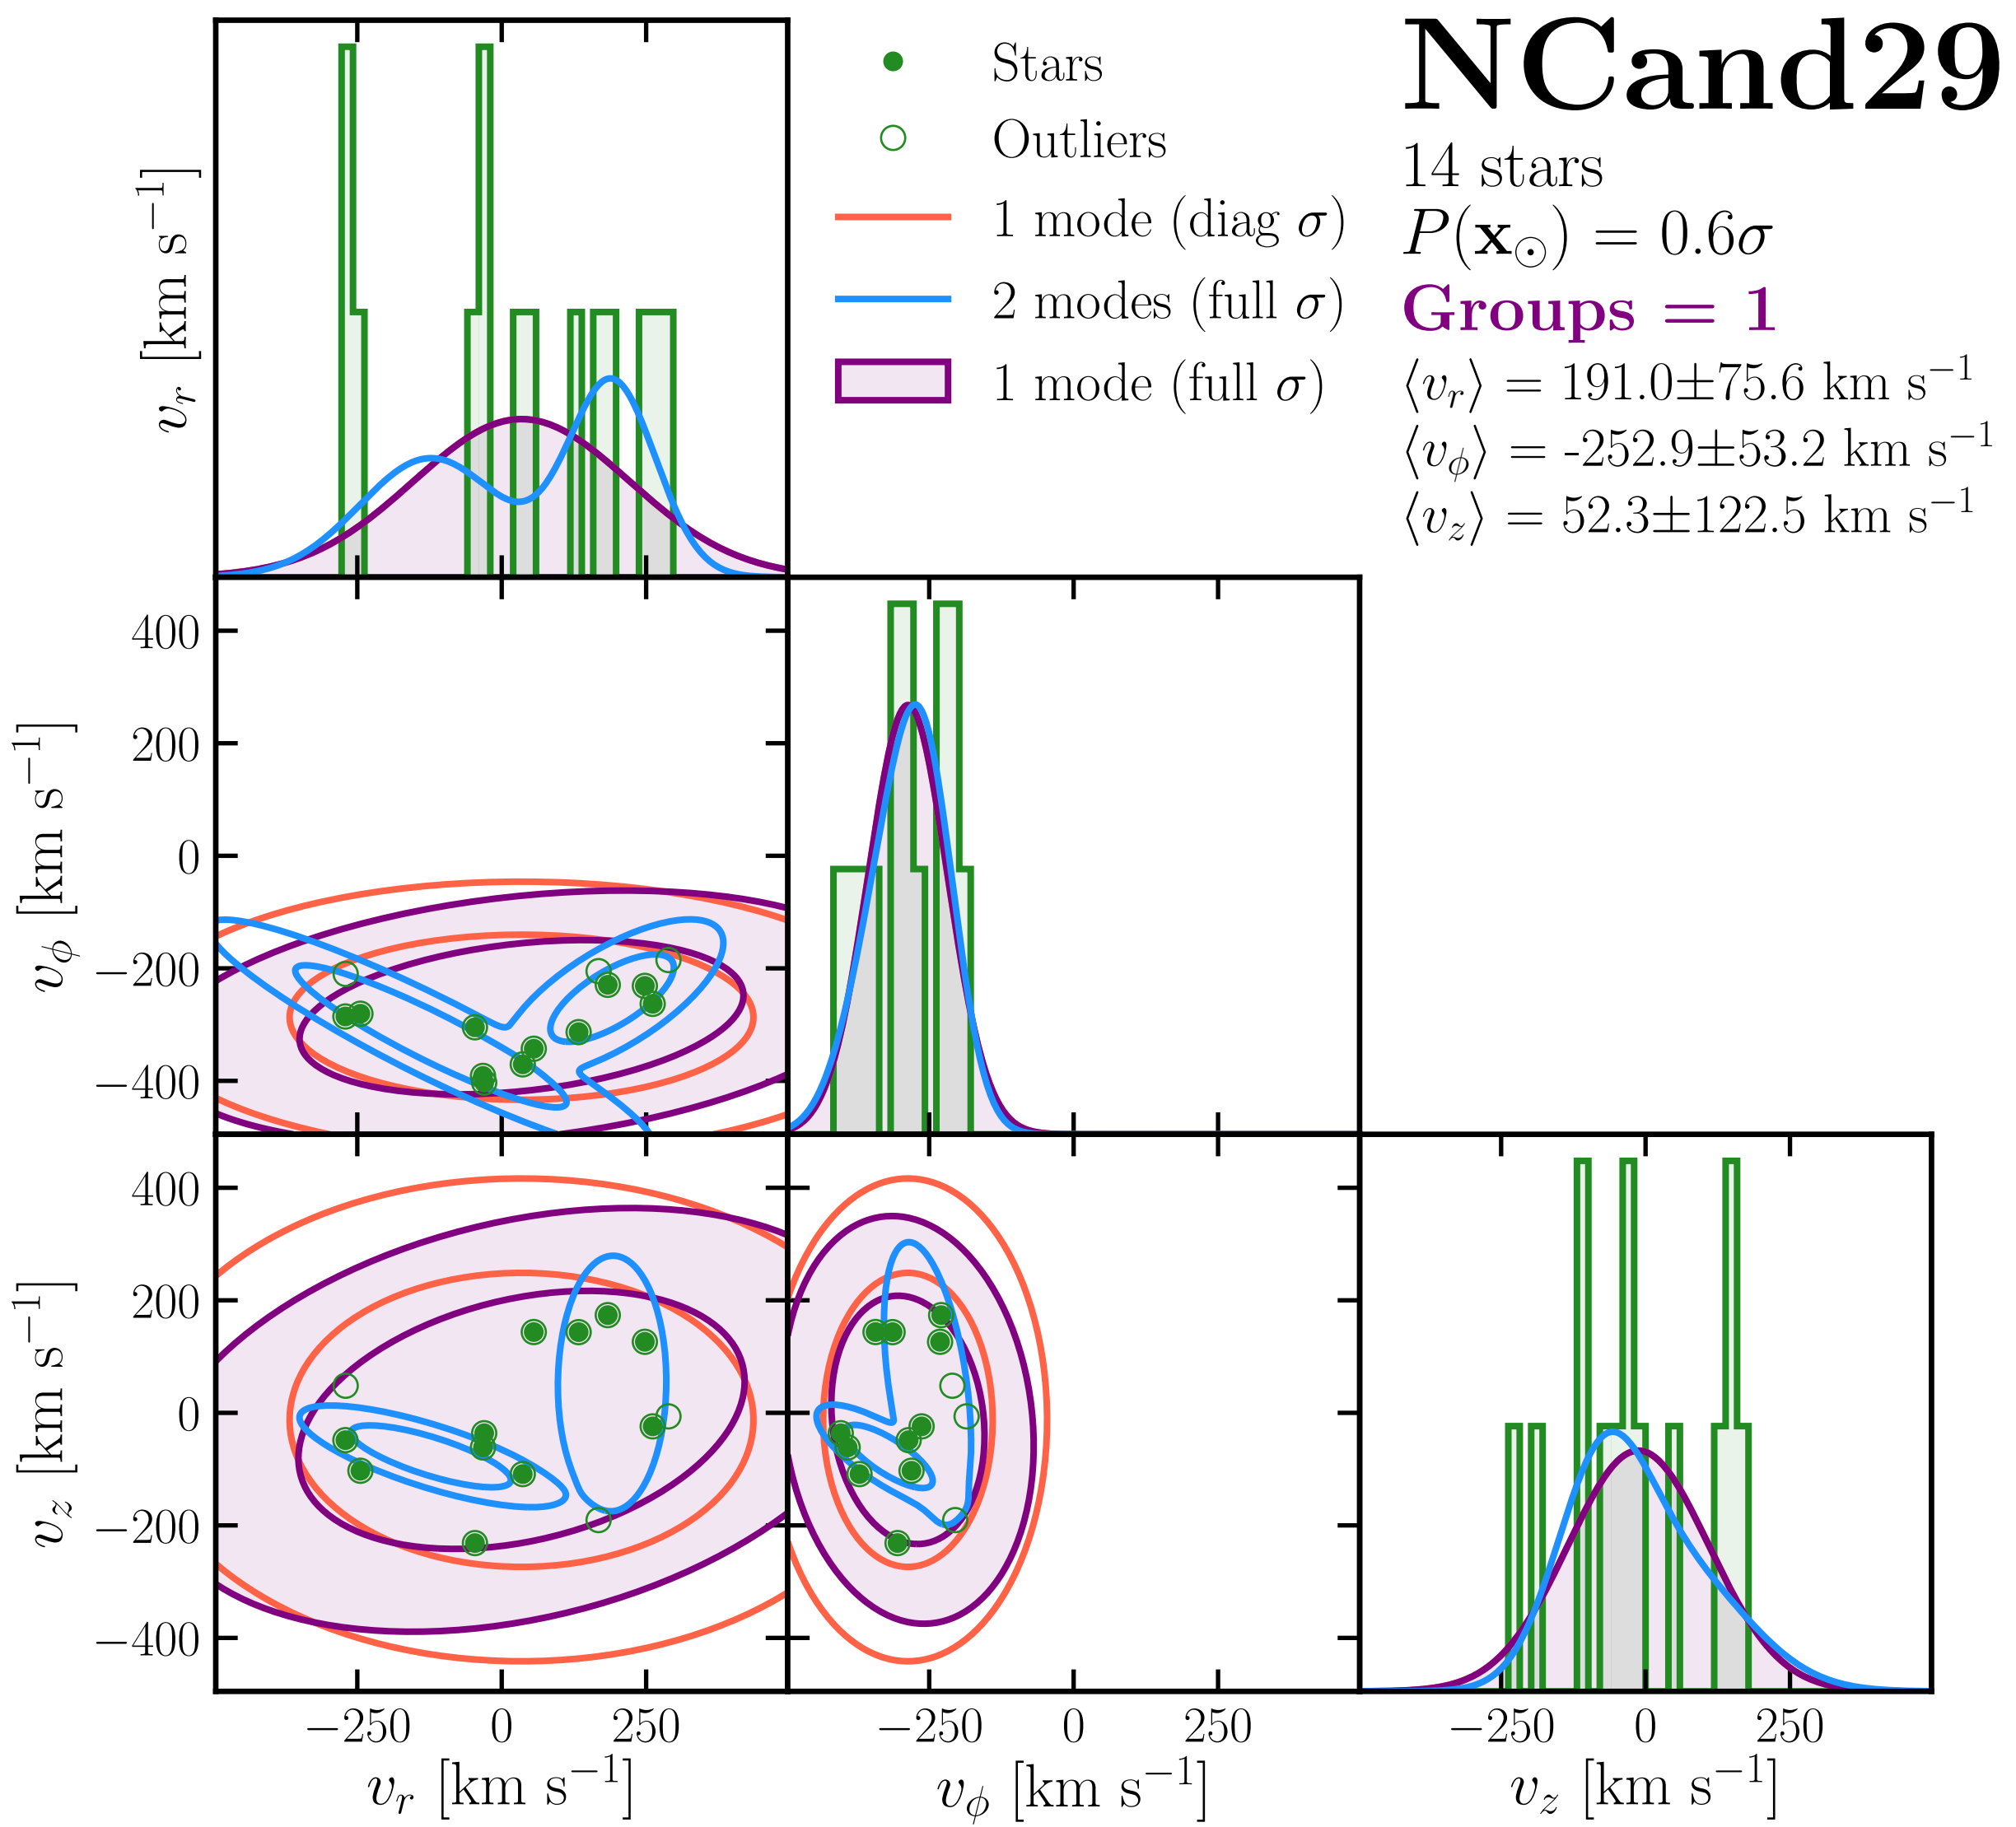 NCand29
14 stars
P(x⊙) = 0.6σ
Groups = 1
⟨v_r⟩ = 191.0±75.6 km s⁻¹
⟨v_ϕ⟩ = -252.9±53.2 km s⁻¹
⟨v_z⟩ = 52.3±122.5 km s⁻¹
Stars
Outliers
1 mode (diag σ)
2 modes (full σ)
1 mode (full σ)
v_r [km s⁻¹]
400
200
0
−200
−400
v_ϕ [km s⁻¹]
400
200
0
−200
−400
v_z [km s⁻¹]
−250 0 250
v_r [km s⁻¹]
−250 0 250
v_ϕ [km s⁻¹]
−250 0 250
v_z [km s⁻¹]